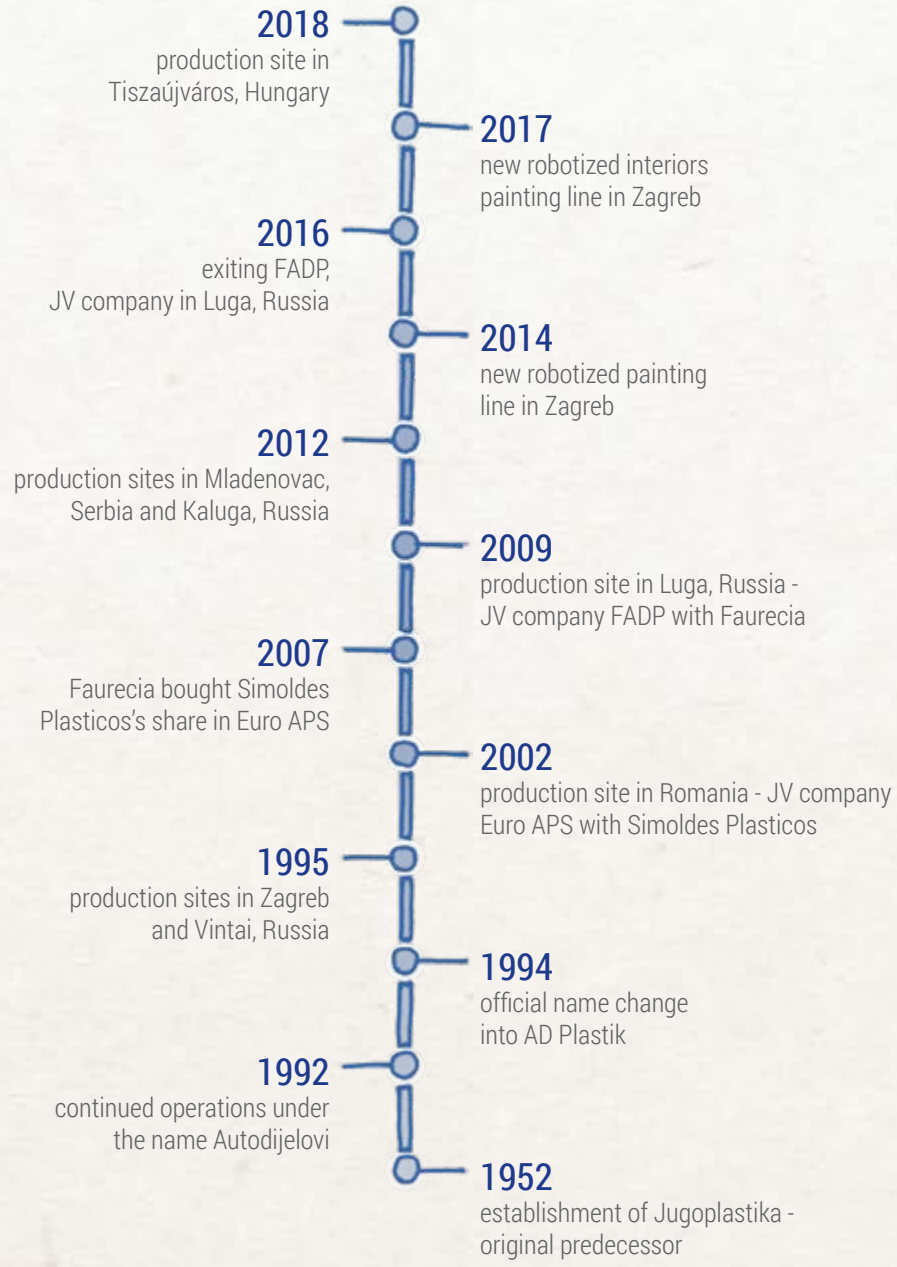 2018
production site in
Tiszaújváros, Hungary
2017
new robotized interiors
painting line in Zagreb
2016
exiting FADP,
JV company in Luga, Russia
2014
new robotized painting
line in Zagreb
2012
production sites in Mladenovac,
Serbia and Kaluga, Russia
2009
production site in Luga, Russia -
JV company FADP with Faurecia
2007
Faurecia bought Simoldes
Plasticos's share in Euro APS
2002
production site in Romania - JV company
Euro APS with Simoldes Plasticos
1995
production sites in Zagreb
and Vintai, Russia
1994
official name change
into AD Plastik
1992
continued operations under
the name Autodijelovi
1952
establishment of Jugoplastika -
original predecessor